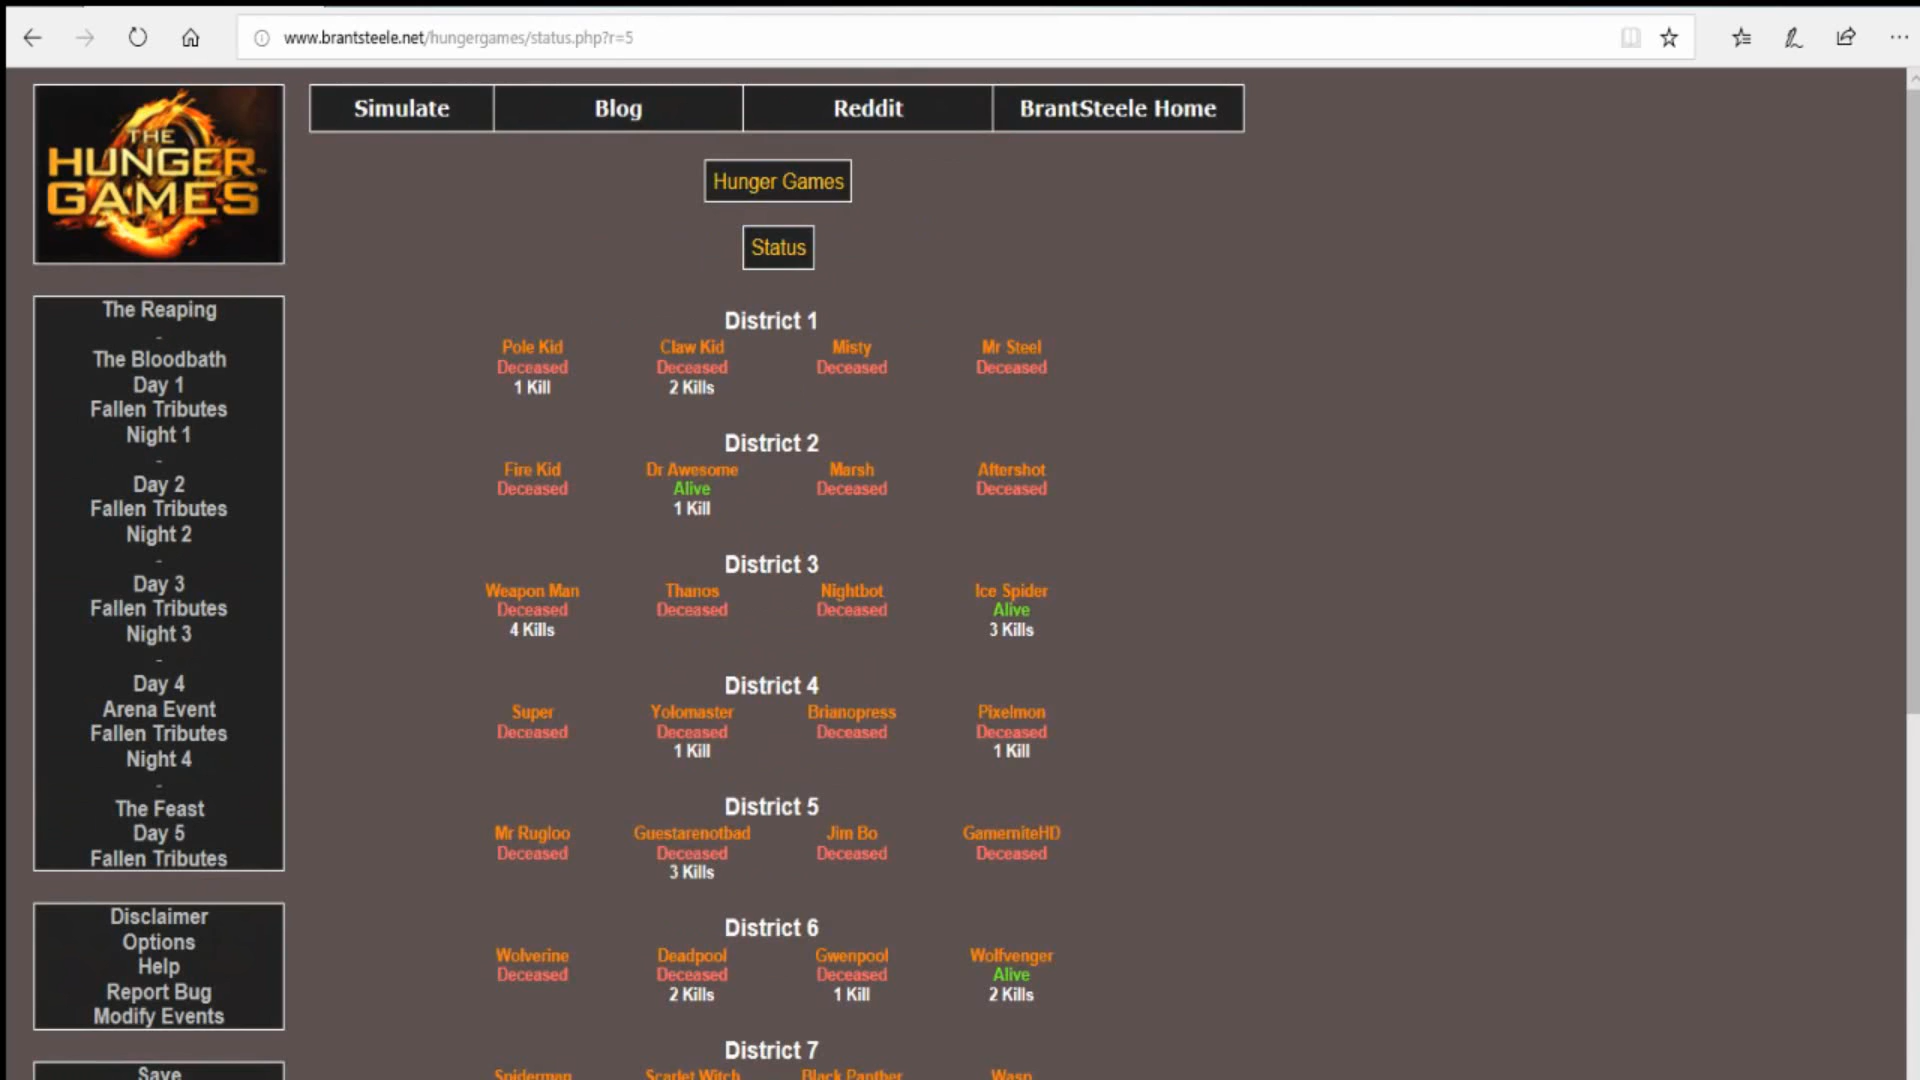 www.brantsteele.net/hungergames/status.php?r=5
THE
HUNGER
GAMES
Simulate Blog Reddit BrantSteele Home
Hunger Games
Status
The Reaping
-
The Bloodbath
Day 1
Fallen Tributes
Night 1
-
Day 2
Fallen Tributes
Night 2
-
Day 3
Fallen Tributes
Night 3
-
Day 4
Arena Event
Fallen Tributes
Night 4
-
The Feast
Day 5
Fallen Tributes
Disclaimer
Options
Help
Report Bug
Modify Events
Save
District 1
Pole Kid Claw Kid Misty Mr Steel
Deceased Deceased Deceased Deceased
1 Kill 2 Kills
District 2
Fire Kid Dr Awesome Marsh Aftershot
Deceased Alive Deceased Deceased
1 Kill
District 3
Weapon Man Thanos Nightbot Ice Spider
Deceased Deceased Deceased Alive
4 Kills 3 Kills
District 4
Super Yolomaster Brianopress Pixelmon
Deceased Deceased Deceased Deceased
1 Kill 1 Kill
District 5
Mr Rugloo Guestarenotbad Jim Bo GamerniteHD
Deceased Deceased Deceased Deceased
3 Kills
District 6
Wolverine Deadpool Gwenpool Wolfvenger
Deceased Deceased Deceased Alive
2 Kills 1 Kill 2 Kills
District 7
Spiderman Scarlet Witch Black Panther Wasp